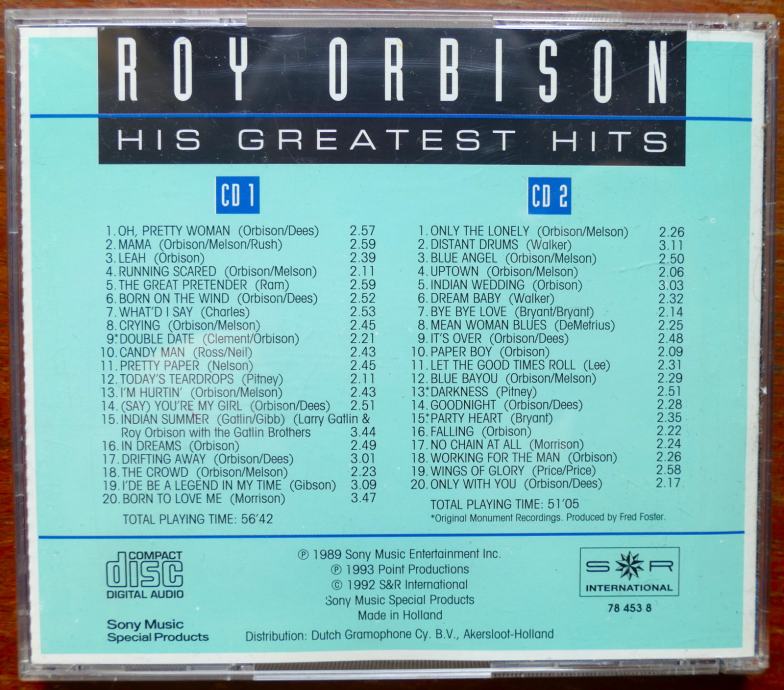 ROY ORBISON
HIS GREATEST HITS
CD 1
1. OH, PRETTY WOMAN (Orbison/Dees) 2.57
2. MAMA (Orbison/Melson/Rush) 2.59
3. LEAH (Orbison) 2.39
4. RUNNING SCARED (Orbison/Melson) 2.11
5. THE GREAT PRETENDER (Ram) 2.59
6. BORN ON THE WIND (Orbison/Dees) 2.52
7. WHAT'D I SAY (Charles) 2.53
8. CRYING (Orbison/Melson) 2.45
9.*DOUBLE DATE (Clement/Orbison) 2.21
10. CANDY MAN (Ross/Neil) 2.43
11. PRETTY PAPER (Nelson) 2.45
12. TODAY'S TEARDROPS (Pitney) 2.11
13. I'M HURTIN' (Orbison/Melson) 2.43
14. (SAY) YOU'RE MY GIRL (Orbison/Dees) 2.51
15. INDIAN SUMMER (Gatlin/Gibb) (Larry Gatlin &
Roy Orbison with the Gatlin Brothers 3.44
16. IN DREAMS (Orbison) 2.49
17. DRIFTING AWAY (Orbison/Dees) 3.01
18. THE CROWD (Orbison/Melson) 2.23
19. I'DE BE A LEGEND IN MY TIME (Gibson) 3.09
20. BORN TO LOVE ME (Morrison) 3.47
TOTAL PLAYING TIME: 56'42
CD 2
1. ONLY THE LONELY (Orbison/Melson) 2.26
2. DISTANT DRUMS (Walker) 3.11
3. BLUE ANGEL (Orbison/Melson) 2.50
4. UPTOWN (Orbison/Melson) 2.06
5. INDIAN WEDDING (Orbison) 3.03
6. DREAM BABY (Walker) 2.32
7. BYE BYE LOVE (Bryant/Bryant) 2.14
8. MEAN WOMAN BLUES (DeMetrius) 2.25
9. IT'S OVER (Orbison/Dees) 2.48
10. PAPER BOY (Orbison) 2.09
11. LET THE GOOD TIMES ROLL (Lee) 2.31
12. BLUE BAYOU (Orbison/Melson) 2.29
13.*DARKNESS (Pitney) 2.51
14. GOODNIGHT (Orbison/Dees) 2.28
15.*PARTY HEART (Bryant) 2.35
16. FALLING (Orbison) 2.22
17. NO CHAIN AT ALL (Morrison) 2.24
18. WORKING FOR THE MAN (Orbison) 2.26
19. WINGS OF GLORY (Price/Price) 2.58
20. ONLY WITH YOU (Orbison/Dees) 2.17
TOTAL PLAYING TIME: 51'05
*Original Monument Recordings. Produced by Fred Foster.
COMPACT
disc
DIGITAL AUDIO
Sony Music
Special Products
℗ 1989 Sony Music Entertainment Inc.
℗ 1993 Point Productions
© 1992 S&R International
Sony Music Special Products
Made in Holland
Distribution: Dutch Gramophone Cy. B.V., Akersloot-Holland
S R
INTERNATIONAL
78 453 8